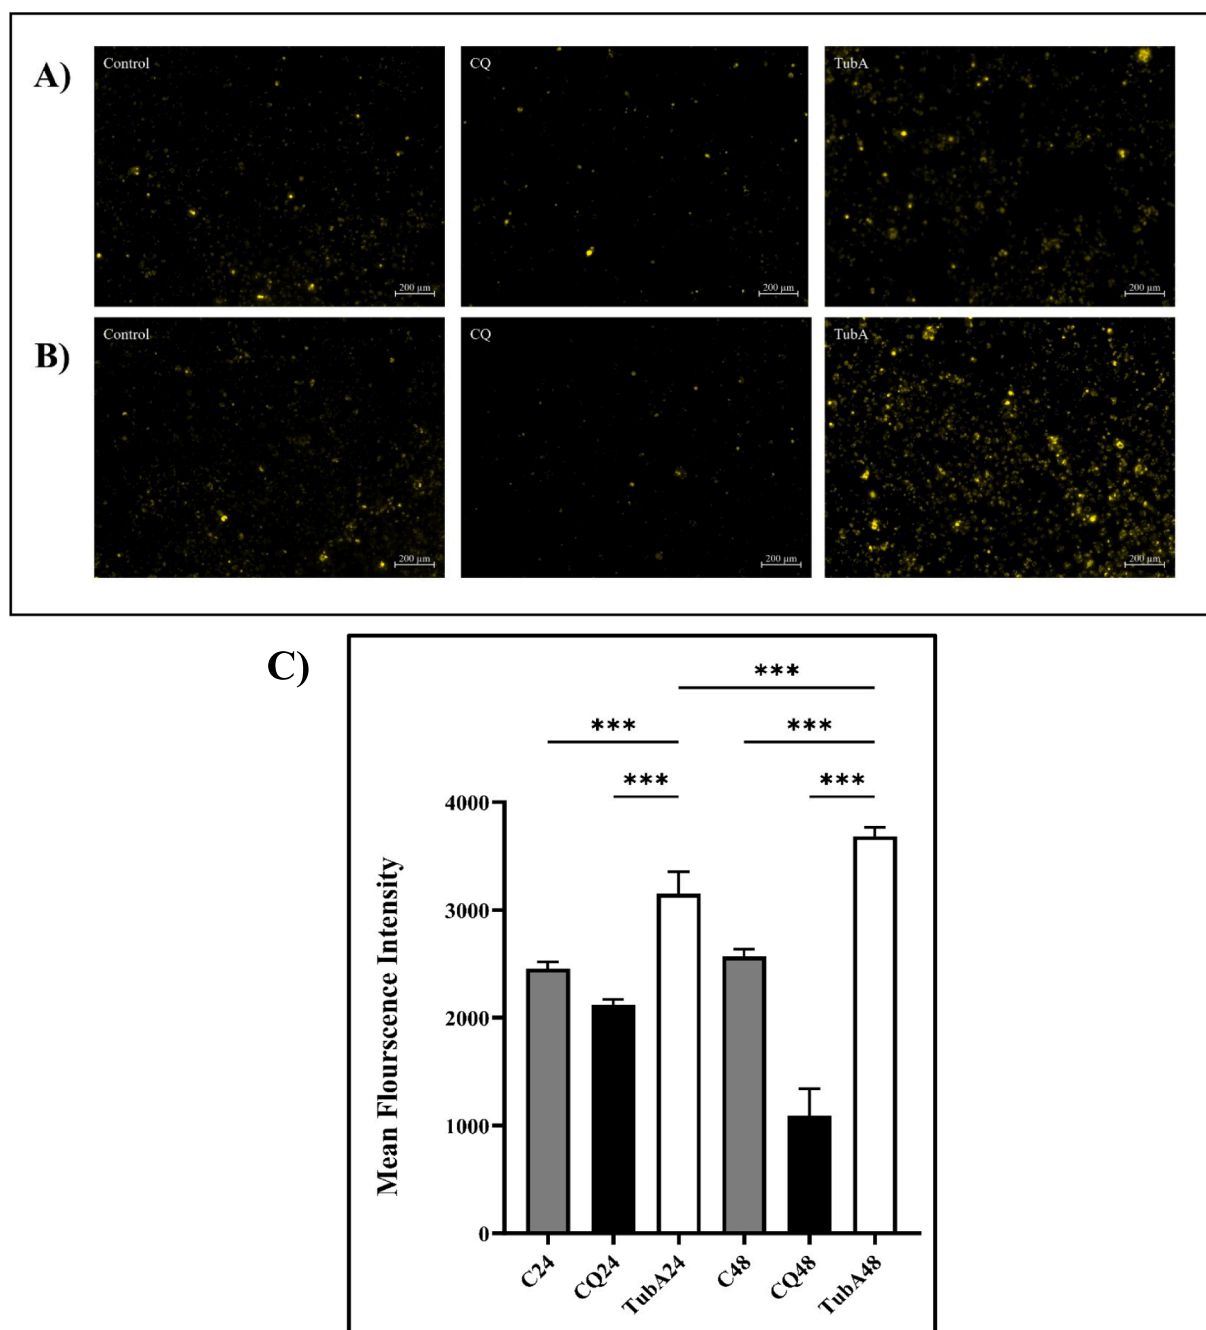 A)
Control
CQ
TubA
200 µm
200 µm
200 µm
B)
Control
CQ
TubA
200 µm
200 µm
200 µm
C)
***
***
***
***
***
Mean Flourscence Intensity
4000
3000
2000
1000
0
C24
CQ24
TubA24
C48
CQ48
TubA48